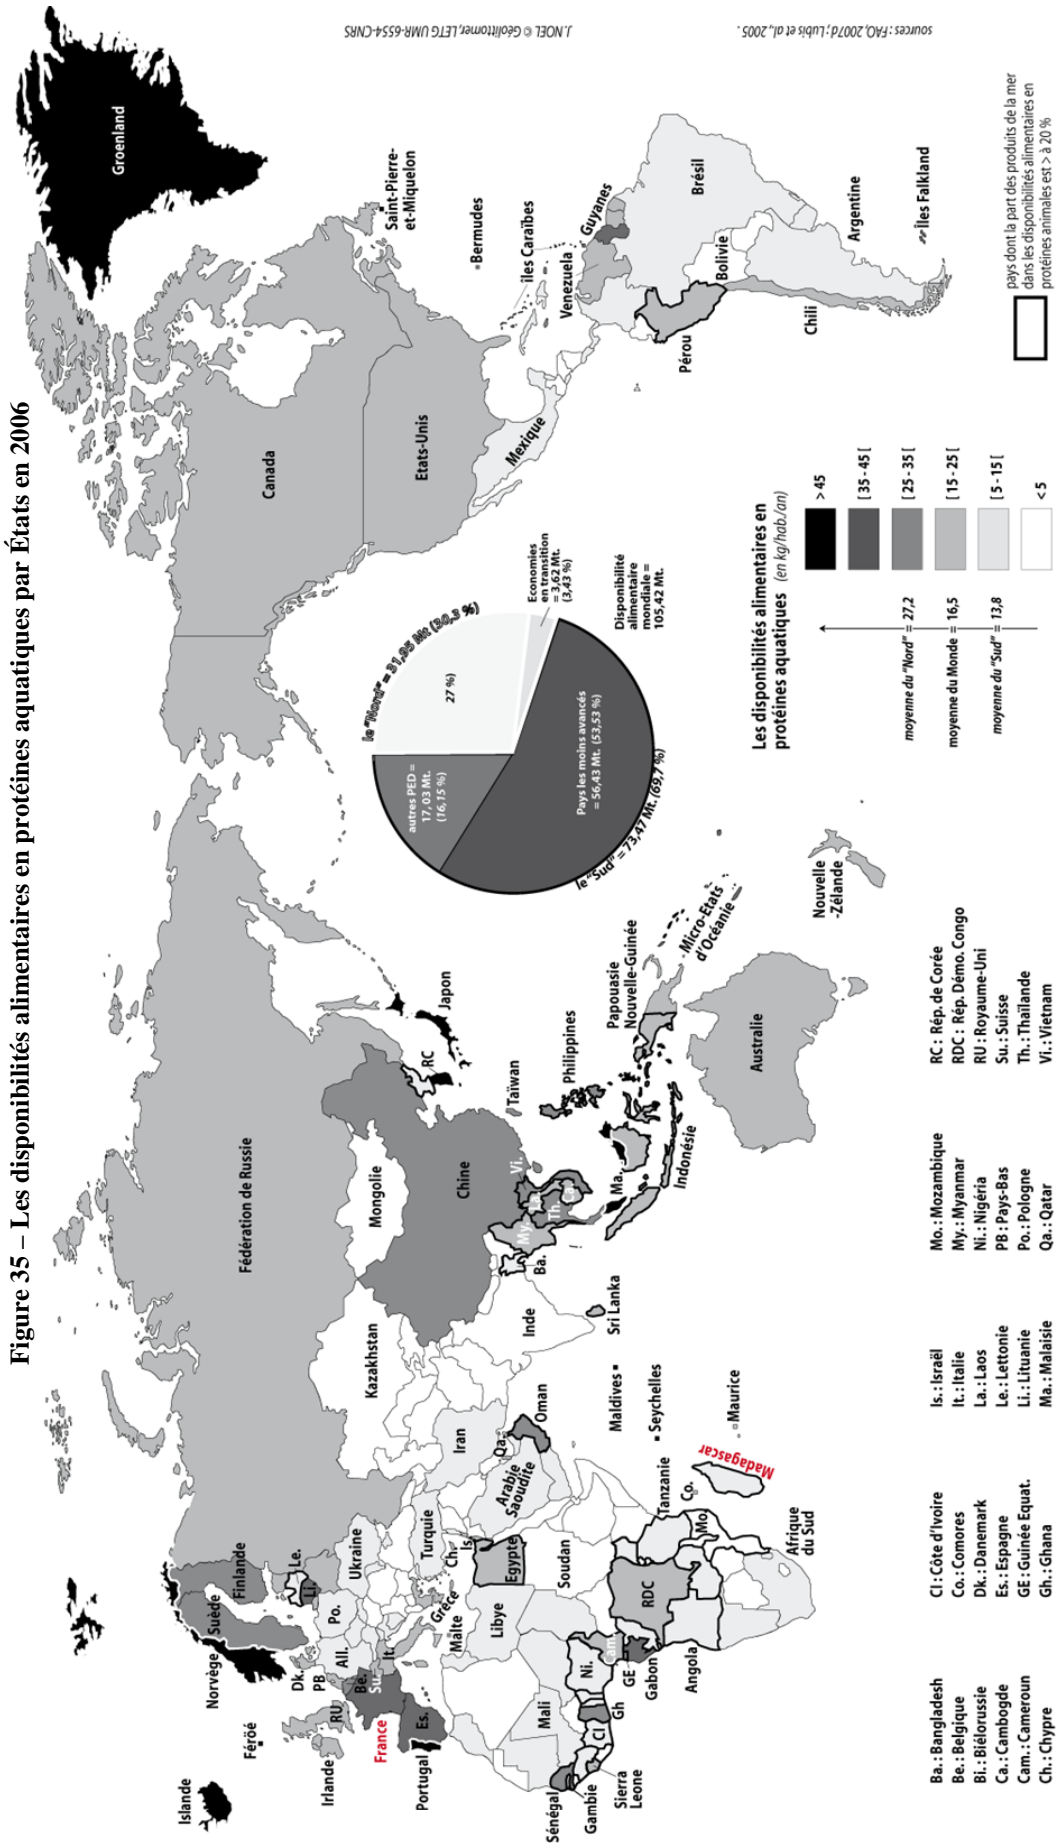 Figure 35 – Les disponibilités alimentaires en protéines aquatiques par États en 2006
Groenland
Islande
Féroé
Norvège
Suède
Finlande
Fédération de Russie
Canada
Saint-Pierre-
et-Miquelon
Irlande
RU
Dk.
PB
Le.
Li.
Be.
All.
Po.
Ukraine
Su.
It.
France
Portugal
Es.
Grèce
Malte
Turquie
Ch.
Is.
Kazakhstan
Mongolie
Chine
RC
Japon
Etats-Unis
Bermudes
îles Caraïbes
Mexique
Iran
Qa.
Oman
Arabie
Saoudite
Libye
Egypte
Soudan
Mali
Sénégal
Gambie
Sierra
Leone
CI
Gh
Ni.
Cam.
GE
Gabon
RDC
Angola
Tanzanie
Co.
Mo.
Madagascar
Maurice
Seychelles
Maldives
Afrique
du Sud
Inde
Sri Lanka
Ba.
My.
La.
Th.
Ca.
Vi.
Taïwan
Philippines
Ma.
Indonésie
Papouasie
Nouvelle-Guinée
Micro-Etats
d'Océanie
Australie
Nouvelle
-Zélande
Venezuela
Guyanes
Pérou
Bolivie
Brésil
Chili
Argentine
îles Falkland
le "Nord" = 31,95 Mt (30,3 %)
27 %)
autres PED =
17, 03 Mt.
(16,15 %)
Pays les moins avancés
= 56,43 Mt. (53,53 %)
le "Sud" = 73,47 Mt. (69,7 %)
Economies
en transition
= 3,62 Mt.
(3,43 %)
Disponibilité
alimentaire
mondiale =
105,42 Mt.
Les disponibilités alimentaires en
protéines aquatiques (en kg/hab./an)
> 45
[ 35 - 45 [
[ 25 - 35 [
[ 15 - 25 [
[ 5 - 15 [
< 5
moyenne du "Nord" = 27,2
moyenne du Monde = 16,5
moyenne du "Sud" = 13,8
pays dont la part des produits de la mer
dans les disponibilités alimentaires en
protéines animales est > à 20 %
Ba. : Bangladesh
Be. : Belgique
Bi. : Biélorussie
Ca. : Cambogde
Cam. : Cameroun
Ch. : Chypre
CI : Côte d'Ivoire
Co. : Comores
Dk. : Danemark
Es. : Espagne
GE : Guinée Equat.
Gh. : Ghana
Is. : Israël
It. : Italie
La. : Laos
Le. : Lettonie
Li. : Lituanie
Ma. : Malaisie
Mo. : Mozambique
My. : Myanmar
Ni. : Nigéria
PB : Pays-Bas
Po. : Pologne
Qa. : Qatar
RC : Rép. de Corée
RDC : Rép. Démo. Congo
RU : Royaume-Uni
Su. : Suisse
Th. : Thaïlande
Vi. : Vietnam
J. NOEL © Géolittomer, LETG UMR-6554-CNRS
sources : FAO, 2007d ; Lubis et al., 2005.